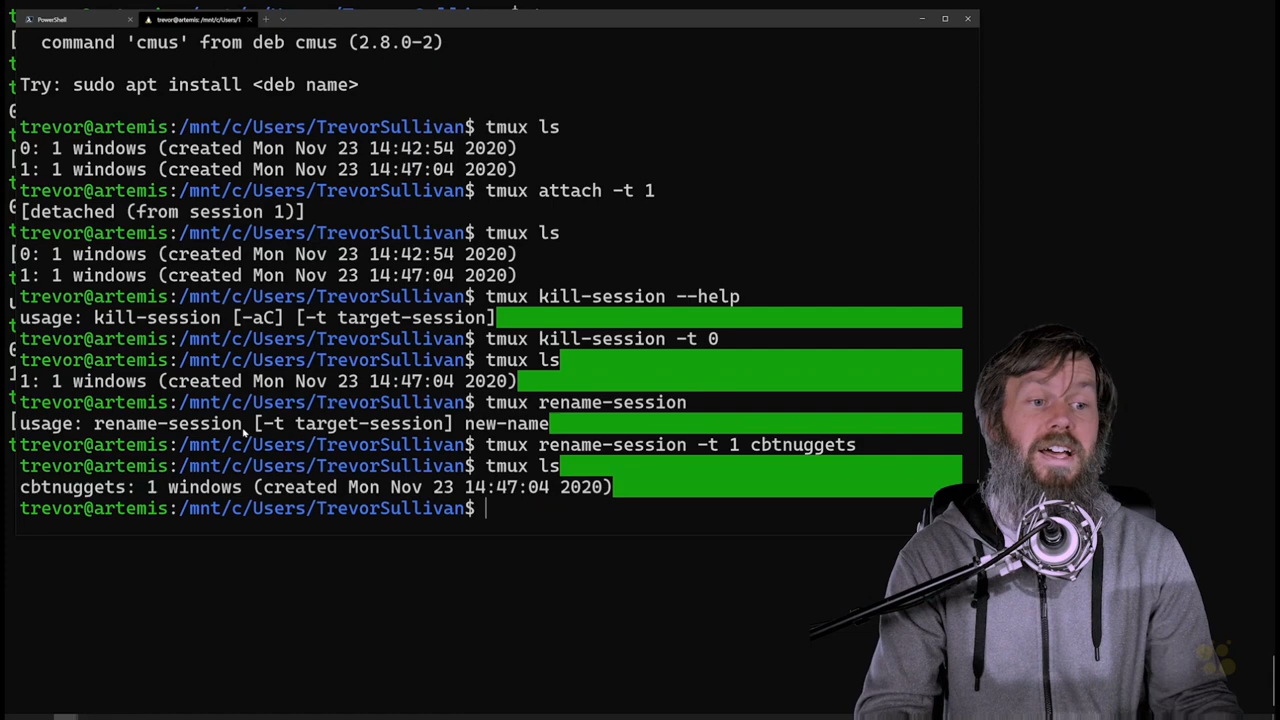 PowerShell
trevor@artemis: /mnt/c/Users/T
command 'cmus' from deb cmus (2.8.0-2)
Try: sudo apt install <deb name>
trevor@artemis:/mnt/c/Users/TrevorSullivan$ tmux ls
0: 1 windows (created Mon Nov 23 14:42:54 2020)
1: 1 windows (created Mon Nov 23 14:47:04 2020)
trevor@artemis:/mnt/c/Users/TrevorSullivan$ tmux attach -t 1
[detached (from session 1)]
trevor@artemis:/mnt/c/Users/TrevorSullivan$ tmux ls
0: 1 windows (created Mon Nov 23 14:42:54 2020)
1: 1 windows (created Mon Nov 23 14:47:04 2020)
trevor@artemis:/mnt/c/Users/TrevorSullivan$ tmux kill-session --help
usage: kill-session [-aC] [-t target-session]
trevor@artemis:/mnt/c/Users/TrevorSullivan$ tmux kill-session -t 0
trevor@artemis:/mnt/c/Users/TrevorSullivan$ tmux ls
1: 1 windows (created Mon Nov 23 14:47:04 2020)
trevor@artemis:/mnt/c/Users/TrevorSullivan$ tmux rename-session
usage: rename-session [-t target-session] new-name
trevor@artemis:/mnt/c/Users/TrevorSullivan$ tmux rename-session -t 1 cbtnuggets
trevor@artemis:/mnt/c/Users/TrevorSullivan$ tmux ls
cbtnuggets: 1 windows (created Mon Nov 23 14:47:04 2020)
trevor@artemis:/mnt/c/Users/TrevorSullivan$